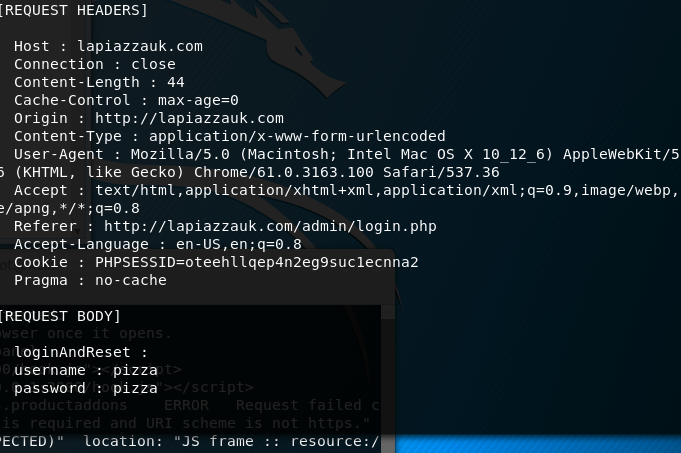 [REQUEST HEADERS]
Host : lapiazzauk.com
Connection : close
Content-Length : 44
Cache-Control : max-age=0
Origin : http://lapiazzauk.com
Content-Type : application/x-www-form-urlencoded
User-Agent : Mozilla/5.0 (Macintosh; Intel Mac OS X 10_12_6) AppleWebKit/5
6 (KHTML, like Gecko) Chrome/61.0.3163.100 Safari/537.36
Accept : text/html,application/xhtml+xml,application/xml;q=0.9,image/webp,
e/apng,*/*;q=0.8
Referer : http://lapiazzauk.com/admin/login.php
Accept-Language : en-US,en;q=0.8
Cookie : PHPSESSID=oteehllqep4n2eg9suc1ecnna2
Pragma : no-cache
[REQUEST BODY]
owser once it opens.
loginAndReset :
"></script>
username : pizza
"></script>
password : pizza
.productaddons ERROR Request failed c
is required and URI scheme is not https."
PECTED)" location: "JS frame :: resource:/